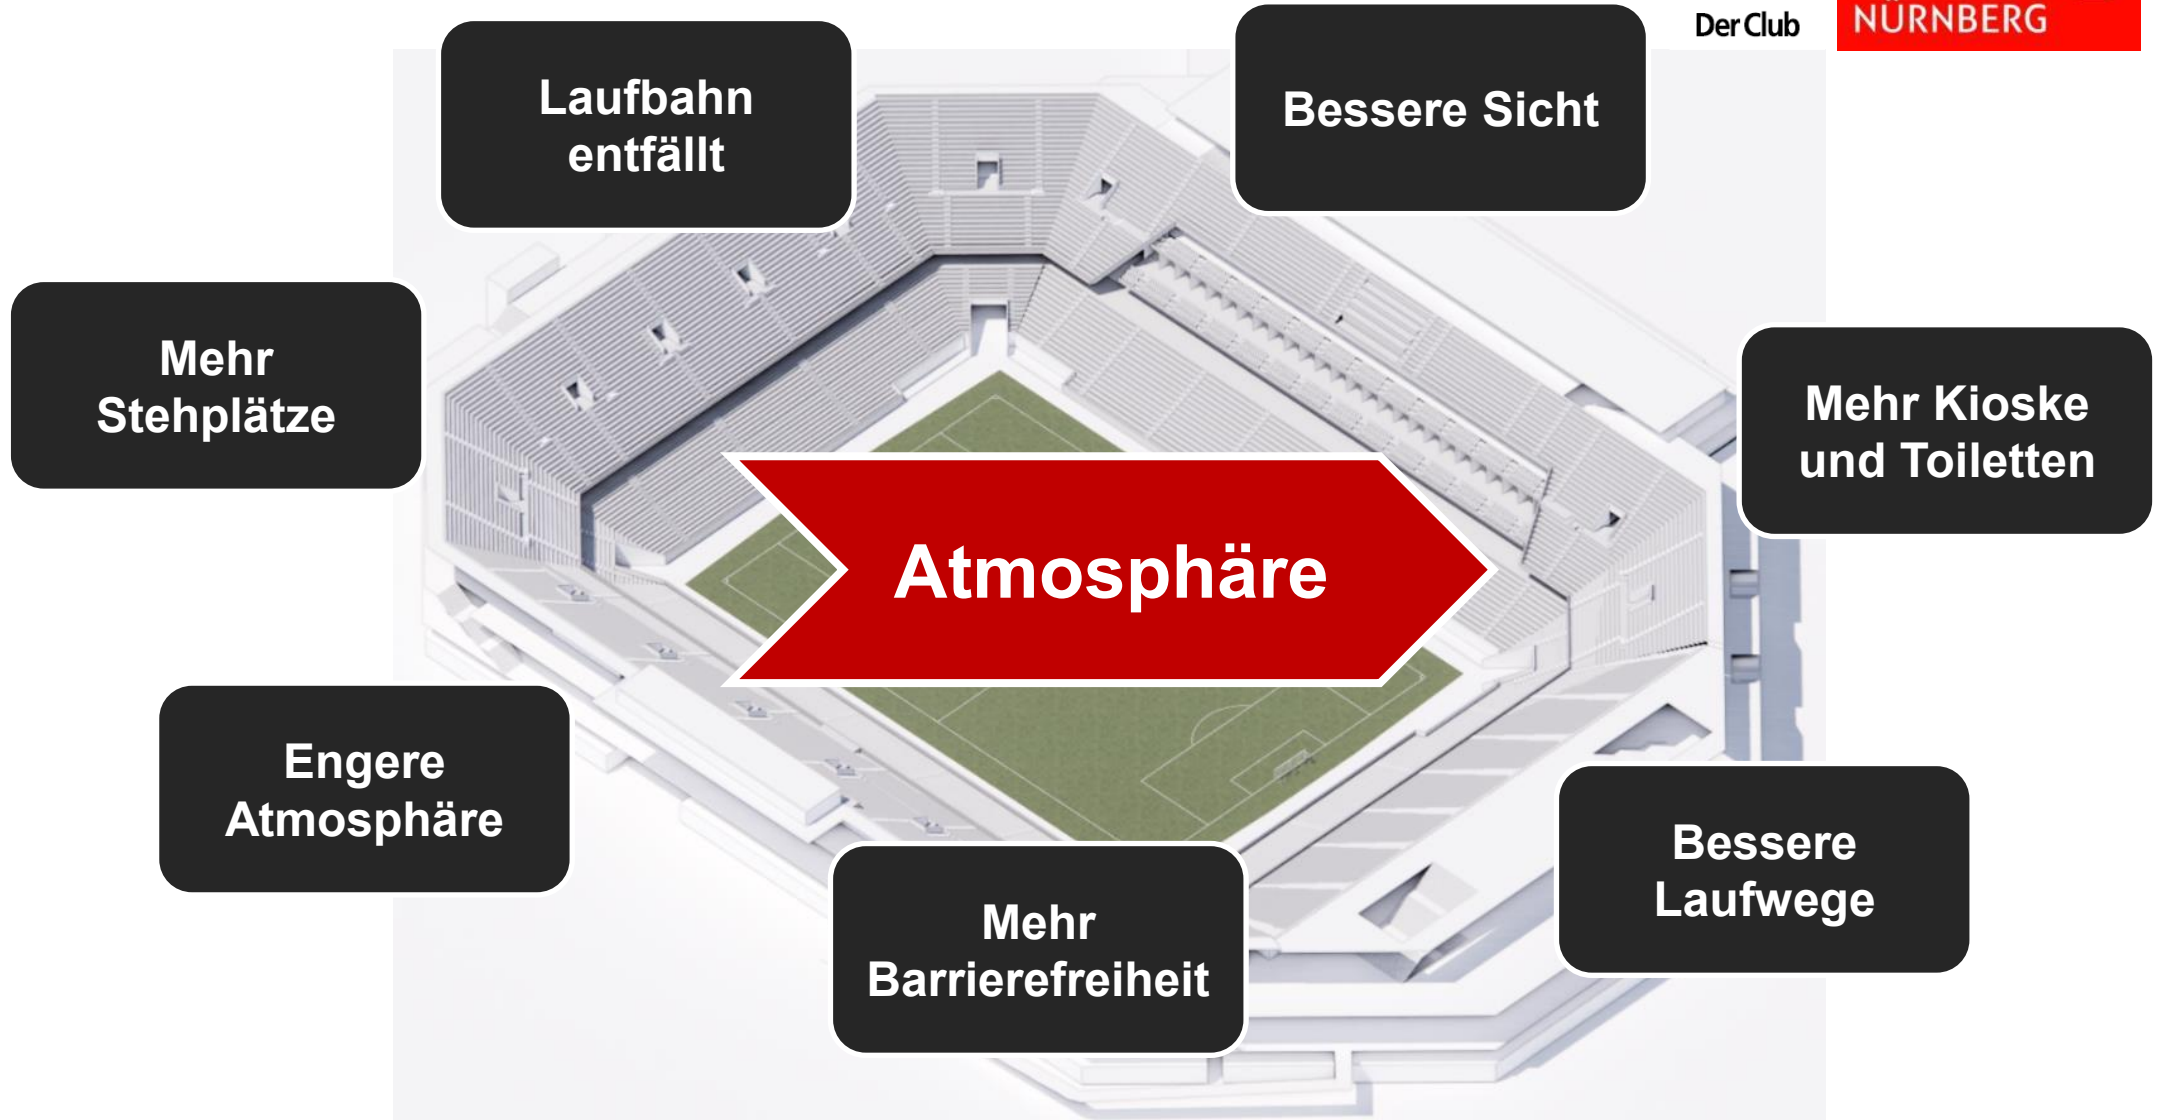 Der Club
NÜRNBERG
Laufbahn
entfällt
Bessere Sicht
Mehr
Stehplätze
Mehr Kioske
und Toiletten
Atmosphäre
Engere
Atmosphäre
Bessere
Laufwege
Mehr
Barrierefreiheit